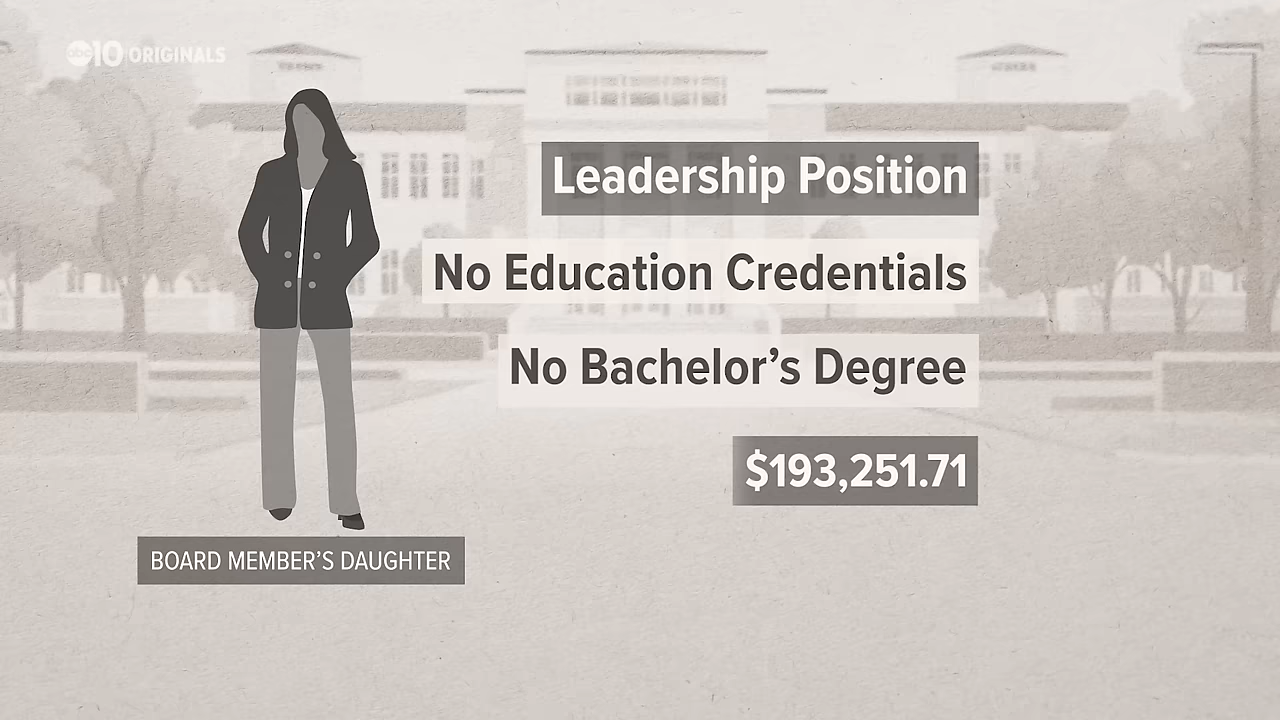 abc10 ORIGINALS
Leadership Position
No Education Credentials
No Bachelor's Degree
$193,251.71
BOARD MEMBER'S DAUGHTER